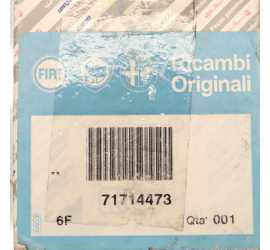 FIAT
Ricambi
Originali
71714473
6F
Qta' 001